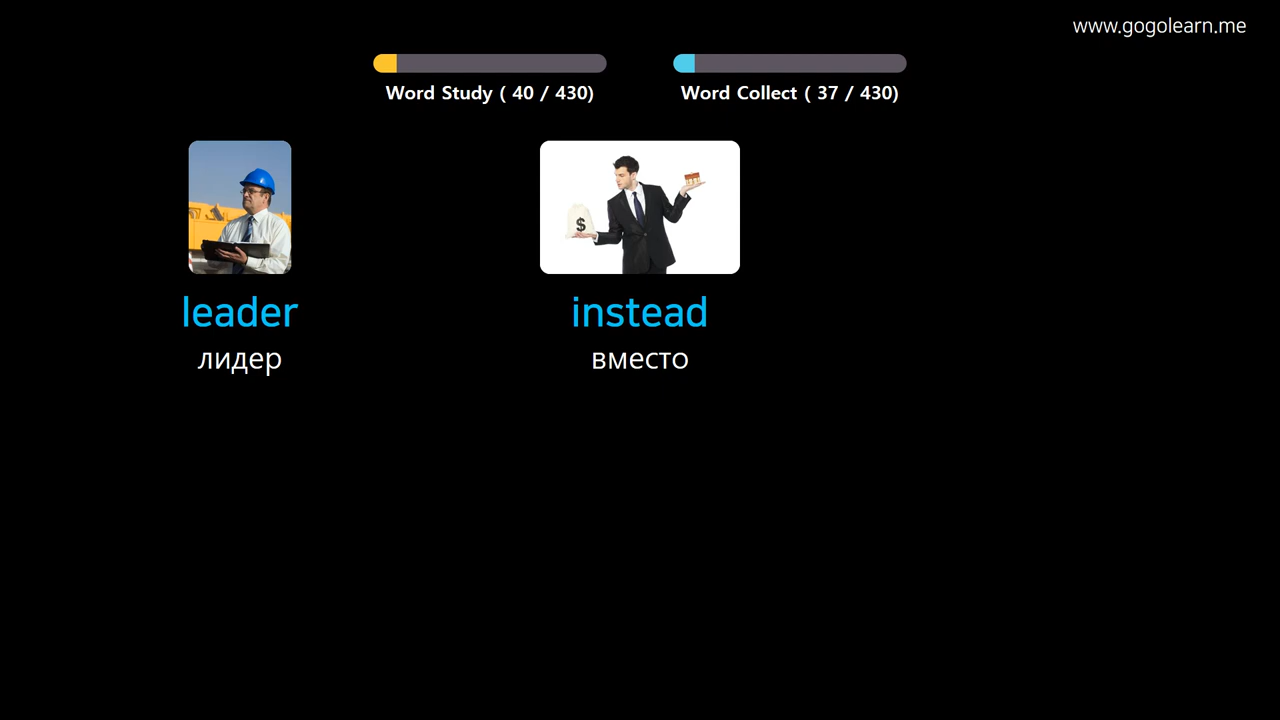 www.gogolearn.me
Word Study ( 40 / 430)
Word Collect ( 37 / 430)
$
leader
instead
лидер
вместо